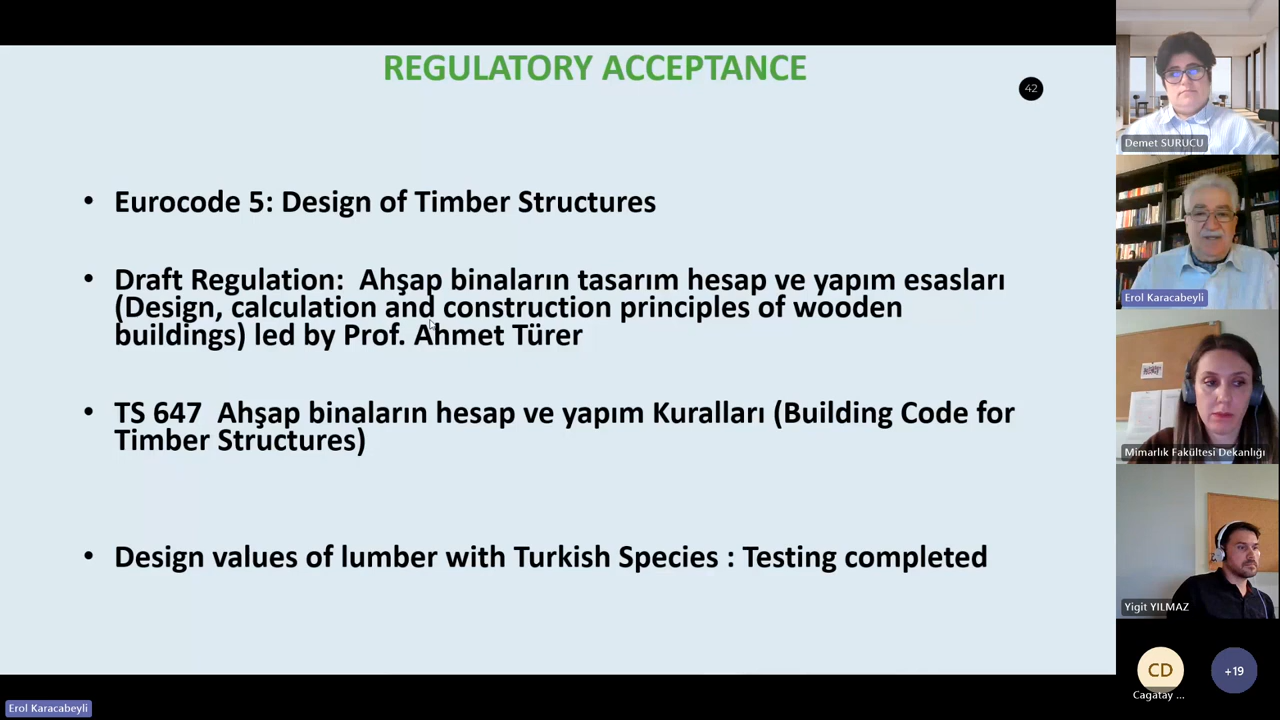 REGULATORY ACCEPTANCE
42
• Eurocode 5: Design of Timber Structures
• Draft Regulation: Ahşap binaların tasarım hesap ve yapım esasları
(Design, calculation and construction principles of wooden
buildings) led by Prof. Ahmet Türer
• TS 647 Ahşap binaların hesap ve yapım Kuralları (Building Code for
Timber Structures)
• Design values of lumber with Turkish Species : Testing completed
Demet SURUCU
Erol Karacabeyli
Mimarlık Fakültesi Dekanlığı
Yigit YILMAZ
CD
Cagatay ...
+19
Erol Karacabeyli